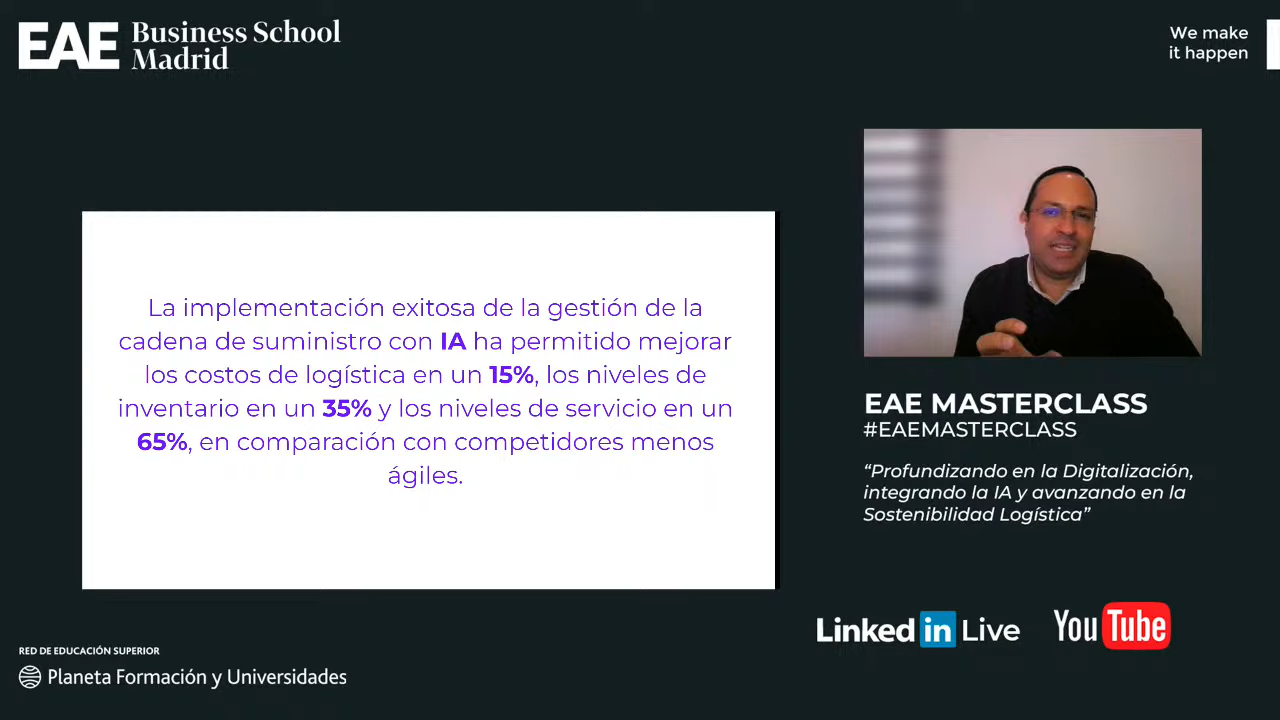 EAE Business School
Madrid
We make
it happen
La implementación exitosa de la gestión de la
cadena de suministro con IA ha permitido mejorar
los costos de logística en un 15%, los niveles de
inventario en un 35% y los niveles de servicio en un
65%, en comparación con competidores menos
ágiles.
EAE MASTERCLASS
#EAEMASTERCLASS
“Profundizando en la Digitalización,
integrando la IA y avanzando en la
Sostenibilidad Logística”
Linked in Live
YouTube
RED DE EDUCACIÓN SUPERIOR
Planeta Formación y Universidades